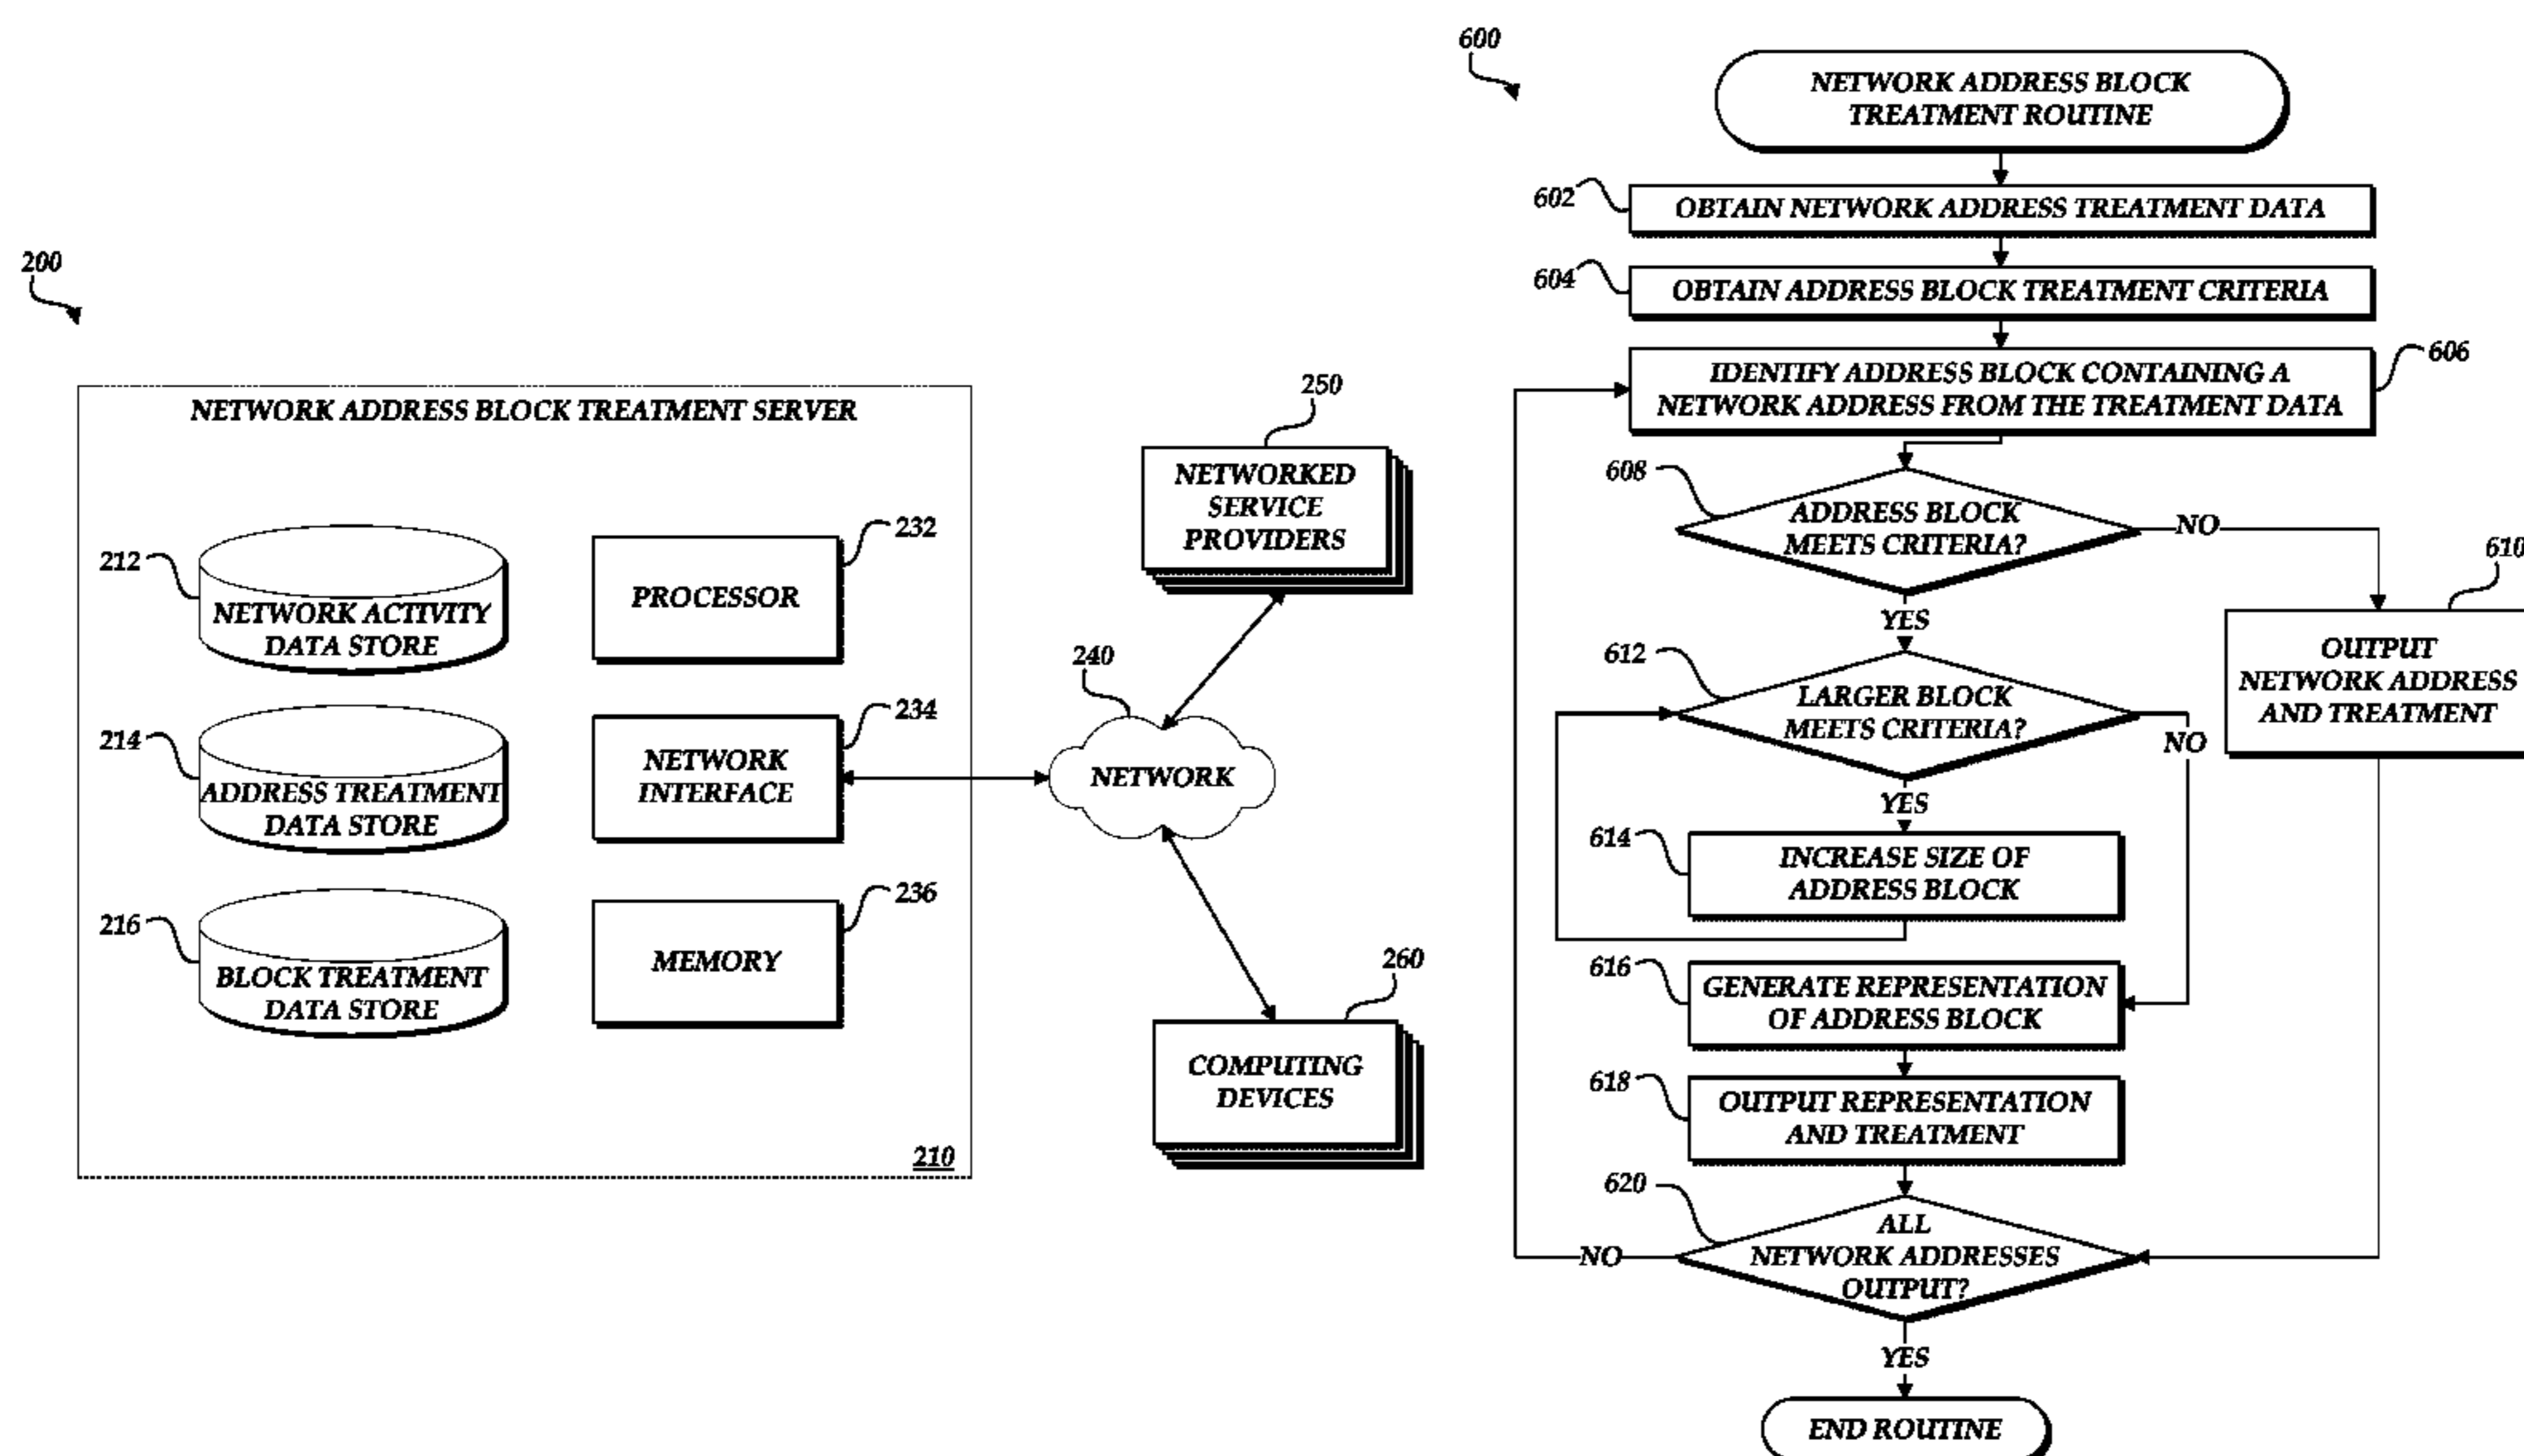 200
NETWORK ADDRESS BLOCK TREATMENT SERVER
212
NETWORK ACTIVITY
DATA STORE
232
PROCESSOR
214
ADDRESS TREATMENT
DATA STORE
234
NETWORK
INTERFACE
216
BLOCK TREATMENT
DATA STORE
236
MEMORY
210
250
NETWORKED
SERVICE
PROVIDERS
240
NETWORK
260
COMPUTING
DEVICES
600
NETWORK ADDRESS BLOCK
TREATMENT ROUTINE
602
OBTAIN NETWORK ADDRESS TREATMENT DATA
604
OBTAIN ADDRESS BLOCK TREATMENT CRITERIA
606
IDENTIFY ADDRESS BLOCK CONTAINING A
NETWORK ADDRESS FROM THE TREATMENT DATA
608
ADDRESS BLOCK
MEETS CRITERIA?
NO
YES
610
OUTPUT
NETWORK ADDRESS
AND TREATMENT
612
LARGER BLOCK
MEETS CRITERIA?
NO
YES
614
INCREASE SIZE OF
ADDRESS BLOCK
616
GENERATE REPRESENTATION
OF ADDRESS BLOCK
618
OUTPUT REPRESENTATION
AND TREATMENT
620
ALL
NETWORK ADDRESSES
OUTPUT?
NO
YES
END ROUTINE